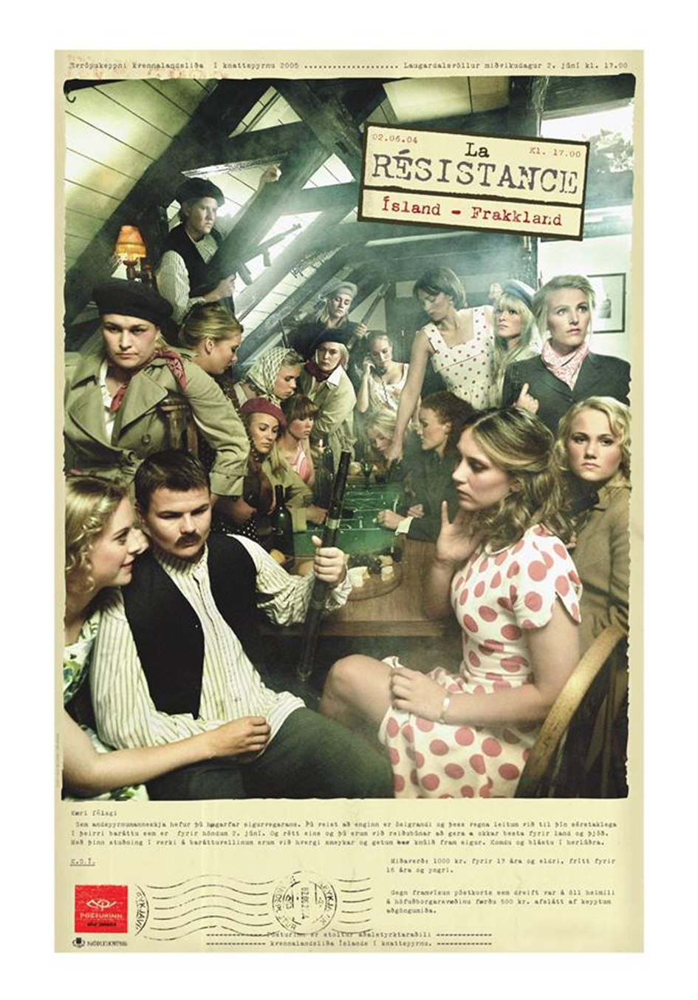 Evrópukeppni kvennalandsliða í knattspyrnu 2005 ................... Laugardalsvöllur miðvikudagur 2. júní kl. 17.00
02.06.04
Kl. 17.00
La
RÉSISTANCE
Ísland - Frakkland
Kæri félagi
Sem andspyrnumanneskja hefur þú hugarfar sigurvegarans. Þú veist að enginn er ósigrandi og þess vegna leitum við til þín sérstaklega
í þeirri baráttu sem er fyrir höndum 2. júní. Og rétt eins og þú erum við reiðubúnar að gera okkar besta fyrir land og þjóð.
Með þinn stuðning í verki á baráttuvellinum erum við hvergi smeykar og getum knúið fram sigur. Komdu og blástu í herlúðra.
K.S.Í.
Miðaverð: 1000 kr. fyrir 17 ára og eldri, frítt fyrir
16 ára og yngri.
Gegn framvísun póstkorts sem dreift var á öll heimili
á höfuðborgarsvæðinu færðu 500 kr. afslátt af keyptum
aðgöngumiða.
PÓSTURINN
Pósturinn er stoltur aðalstyrktaraðili
kvennalandsliðs Íslands í knattspyrnu.